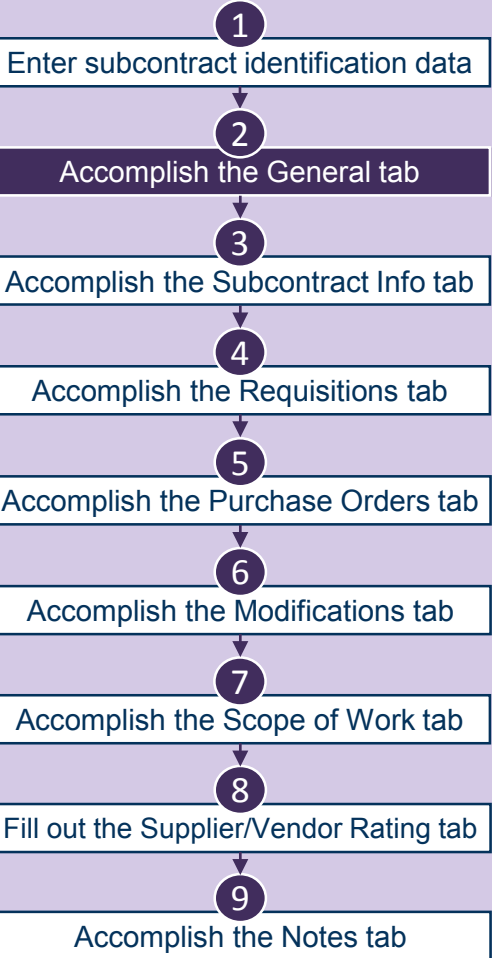 1
Enter subcontract identification data
2
Accomplish the General tab
3
Accomplish the Subcontract Info tab
4
Accomplish the Requisitions tab
5
Accomplish the Purchase Orders tab
6
Accomplish the Modifications tab
7
Accomplish the Scope of Work tab
8
Fill out the Supplier/Vendor Rating tab
9
Accomplish the Notes tab